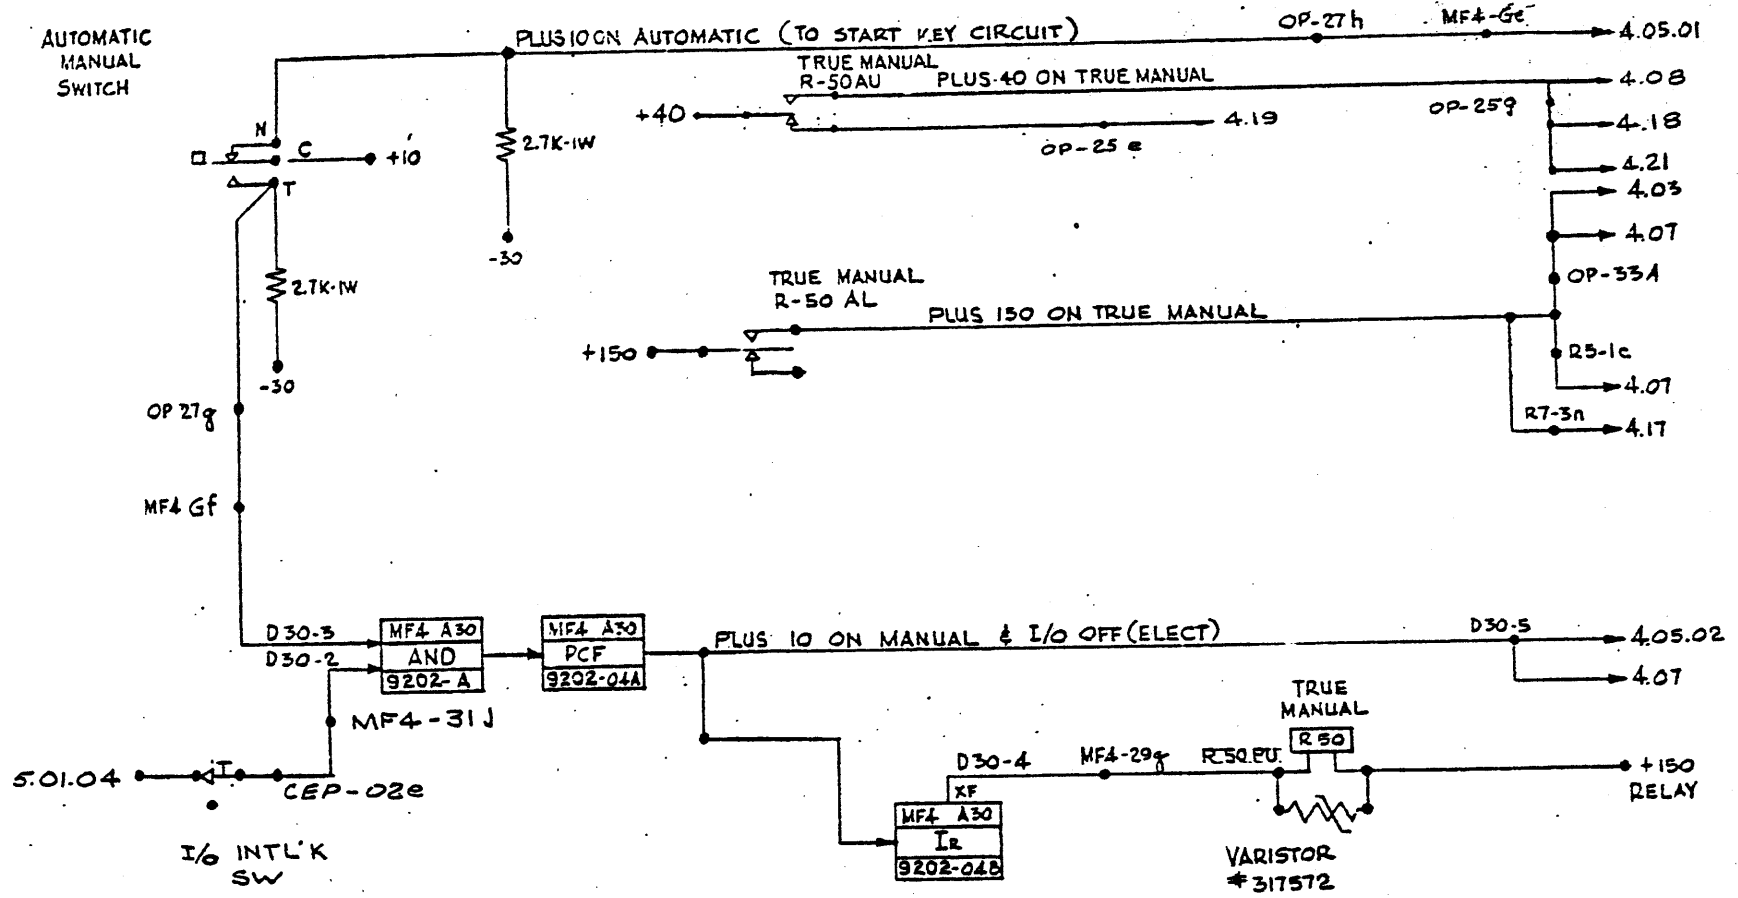 AUTOMATIC
MANUAL
SWITCH
PLUS 10 ON AUTOMATIC (TO START KEY CIRCUIT)
OP-27h
MF4-Ge
4.05.01
TRUE MANUAL
R-50AU
PLUS-40 ON TRUE MANUAL
4.08
+40
4.19
OP-25e
OP-25g
4.18
4.21
N
C
+10
T
2.7K-1W
-30
4.03
4.07
OP-33A
2.7K-1W
-30
TRUE MANUAL
R-50 AL
PLUS 150 ON TRUE MANUAL
+150
R5-1c
4.07
R7-3n
4.17
OP 27g
MF4 Gf
D30-3
D30-2
MF4 A30
AND
9202-A
MF4 A30
PCF
9202-04A
PLUS 10 ON MANUAL & I/O OFF (ELECT)
D30-5
4.05.02
4.07
MF4-31J
5.01.04
T
CEP-02e
I/O INTL'K
SW
D30-4
MF4-29g
R50PU
TRUE
MANUAL
R50
+150
RELAY
XF
MF4 A30
IR
9202-04B
VARISTOR
#317572